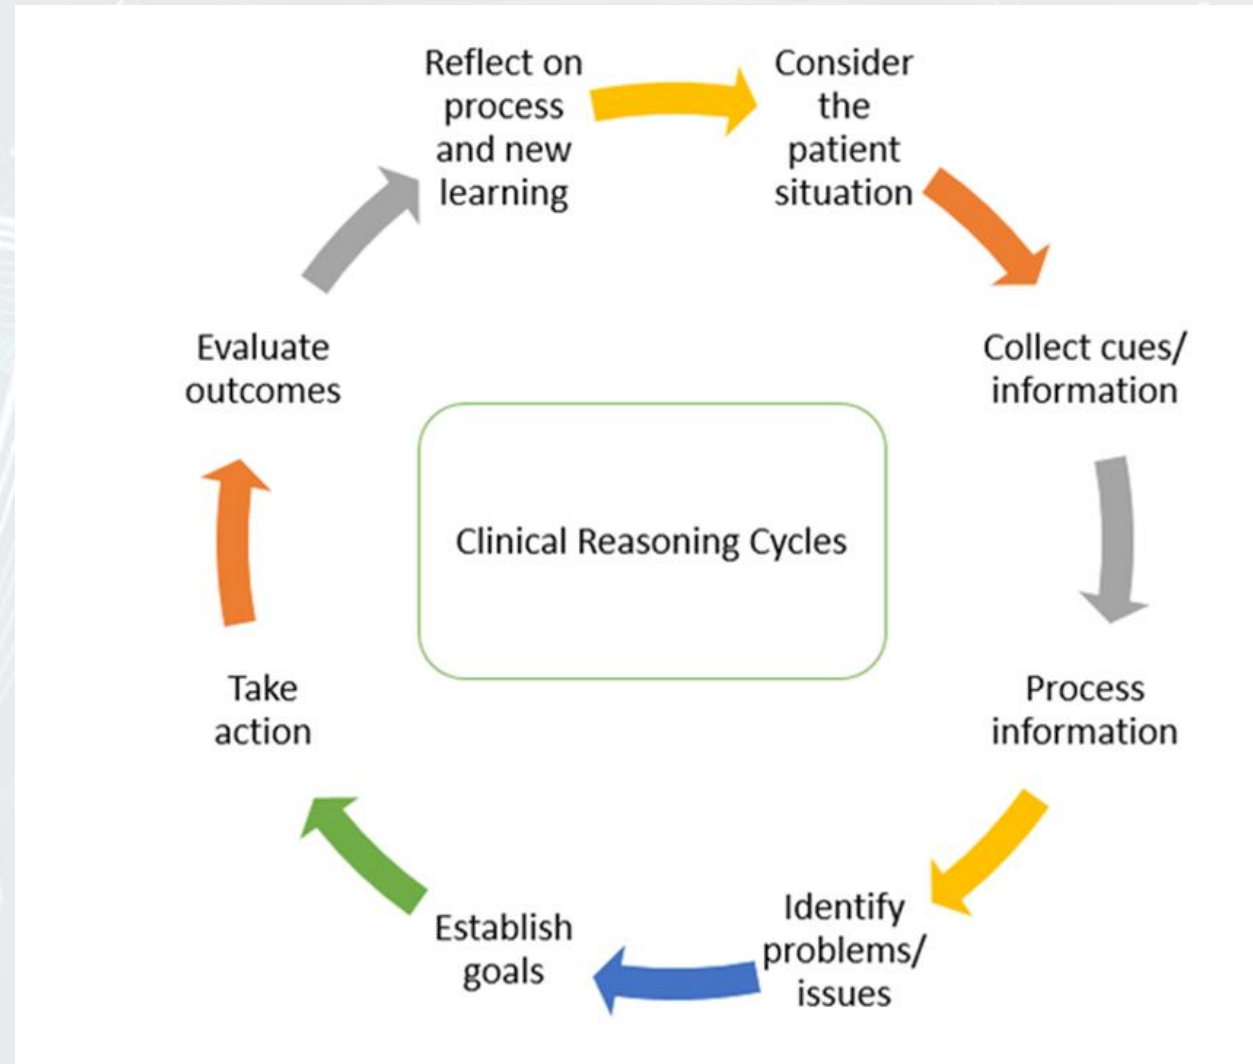 Reflect on
process
and new
learning
Consider
the
patient
situation
Collect cues/
information
Process
information
Identify
problems/
issues
Establish
goals
Take
action
Evaluate
outcomes
Clinical Reasoning Cycles